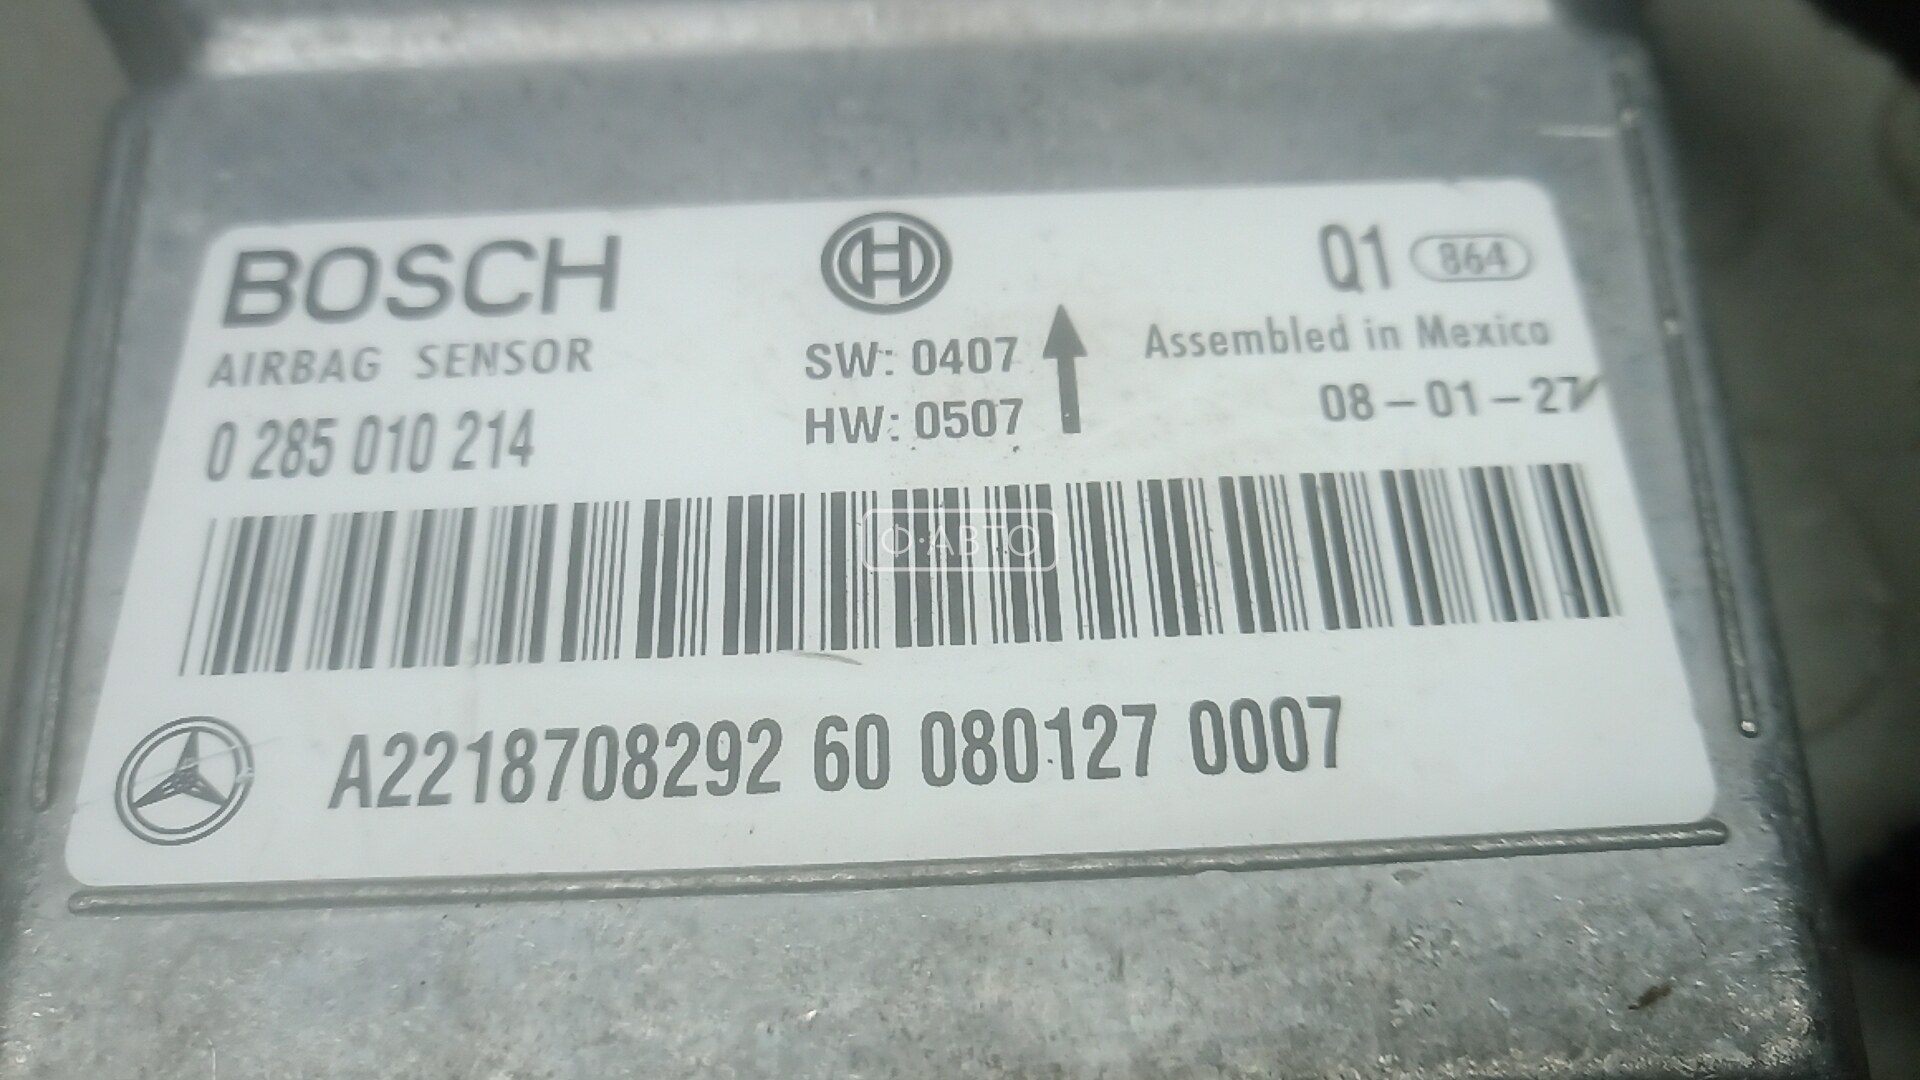 BOSCH
Q1 864
AIRBAG SENSOR
SW: 0407
Assembled in Mexico
0 285 010 214
HW: 0507
08-01-27
Ф·АВТО
A2218708292 60 080127 0007